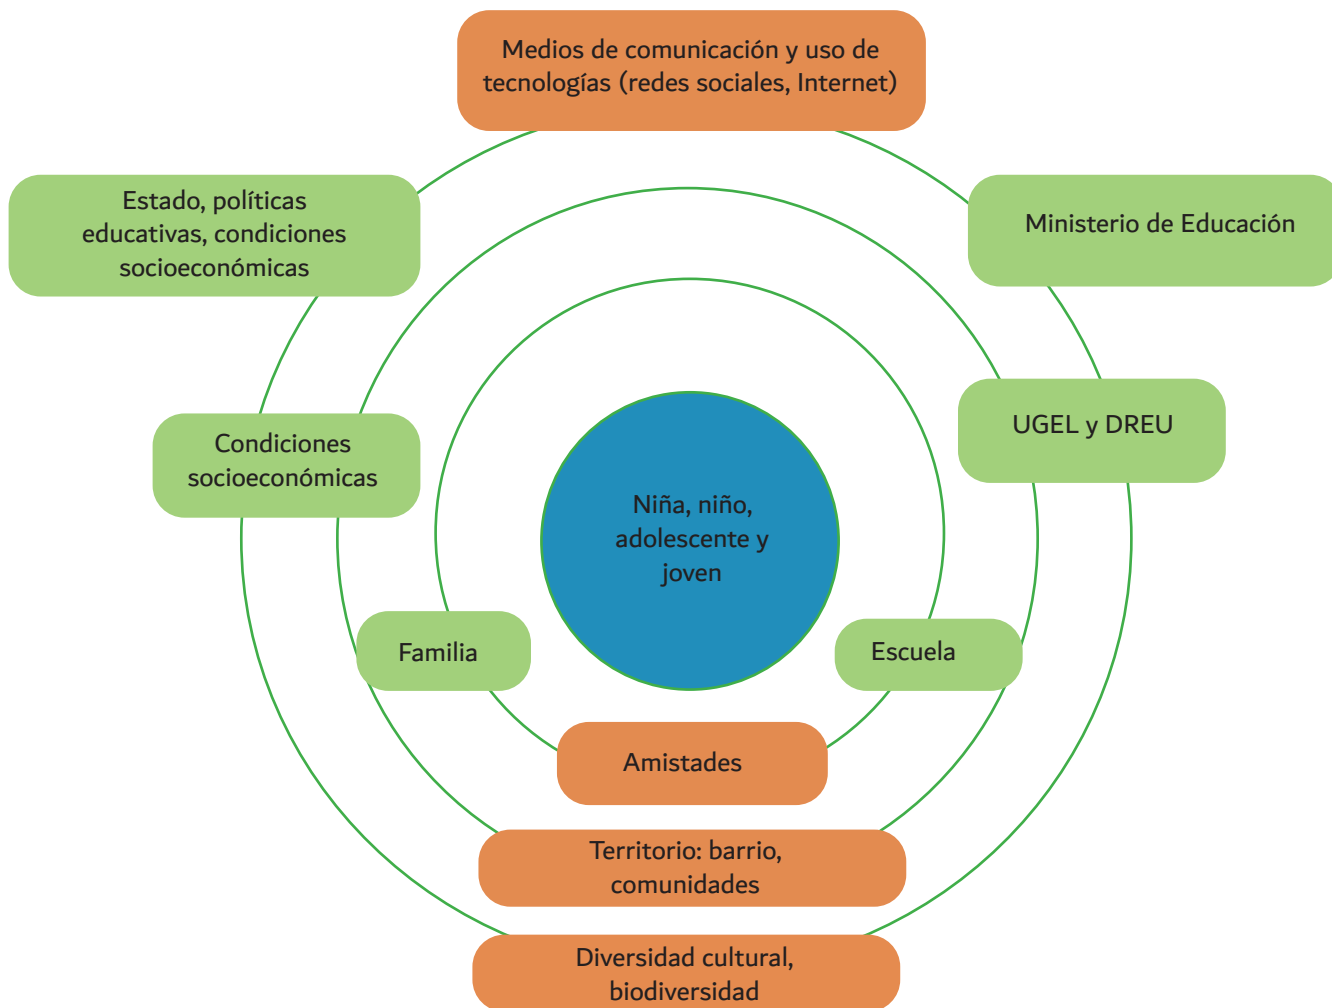 Medios de comunicación y uso de
tecnologías (redes sociales, Internet)
Estado, políticas
educativas, condiciones
socioeconómicas
Ministerio de Educación
Condiciones
socioeconómicas
UGEL y DREU
Niña, niño,
adolescente y
joven
Familia
Escuela
Amistades
Territorio: barrio,
comunidades
Diversidad cultural,
biodiversidad